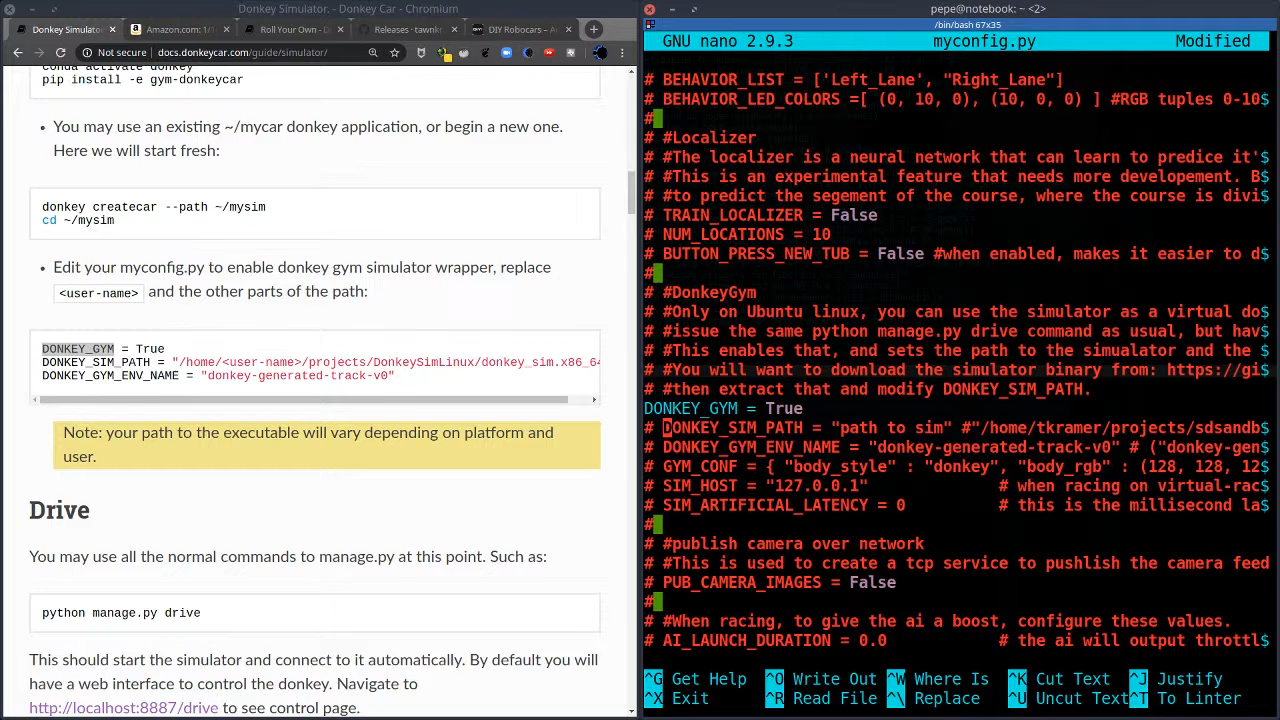 Donkey Simulator. - Donkey Car - Chromium
Donkey Simulato
Amazon.com: 1/
Roll Your Own - D
Releases · tawnkr
DIY Robocars – A
Not secure | docs.donkeycar.com/guide/simulator/
conda activate donkey
pip install -e gym-donkeycar
• You may use an existing ~/mycar donkey application, or begin a new one.
Here we will start fresh:
donkey createcar --path ~/mysim
cd ~/mysim
• Edit your myconfig.py to enable donkey gym simulator wrapper, replace
<user-name> and the other parts of the path:
DONKEY_GYM = True
DONKEY_SIM_PATH = "/home/<user-name>/projects/DonkeySimLinux/donkey_sim.x86_64
DONKEY_GYM_ENV_NAME = "donkey-generated-track-v0"
Note: your path to the executable will vary depending on platform and
user.
Drive
You may use all the normal commands to manage.py at this point. Such as:
python manage.py drive
This should start the simulator and connect to it automatically. By default you will
have a web interface to control the donkey. Navigate to
http://localhost:8887/drive to see control page.
pepe@notebook: ~ <2>
/bin/bash 67x35
GNU nano 2.9.3 myconfig.py Modified
# BEHAVIOR_LIST = ['Left_Lane', "Right_Lane"]
# BEHAVIOR_LED_COLORS =[ (0, 10, 0), (10, 0, 0) ] #RGB tuples 0-10$
#
# #Localizer
# #The localizer is a neural network that can learn to predice it'$
# #This is an experimental feature that needs more developement. B$
# #to predict the segement of the course, where the course is divi$
# TRAIN_LOCALIZER = False
# NUM_LOCATIONS = 10
# BUTTON_PRESS_NEW_TUB = False #when enabled, makes it easier to d$
#
# #DonkeyGym
# #Only on Ubuntu linux, you can use the simulator as a virtual do$
# #issue the same python manage.py drive command as usual, but hav$
# #This enables that, and sets the path to the simualator and the $
# #You will want to download the simulator binary from: https://gi$
# #then extract that and modify DONKEY_SIM_PATH.
DONKEY_GYM = True
# DONKEY_SIM_PATH = "path to sim" #"/home/tkramer/projects/sdsandb$
# DONKEY_GYM_ENV_NAME = "donkey-generated-track-v0" # ("donkey-gen$
# GYM_CONF = { "body_style" : "donkey", "body_rgb" : (128, 128, 12$
# SIM_HOST = "127.0.0.1" # when racing on virtual-rac$
# SIM_ARTIFICIAL_LATENCY = 0 # this is the millisecond la$
#
# #publish camera over network
# #This is used to create a tcp service to pushlish the camera feed
# PUB_CAMERA_IMAGES = False
#
# #When racing, to give the ai a boost, configure these values.
# AI_LAUNCH_DURATION = 0.0 # the ai will output throttl$
^G Get Help ^O Write Out ^W Where Is ^K Cut Text ^J Justify
^X Exit ^R Read File ^\ Replace ^U Uncut Text ^T To Linter